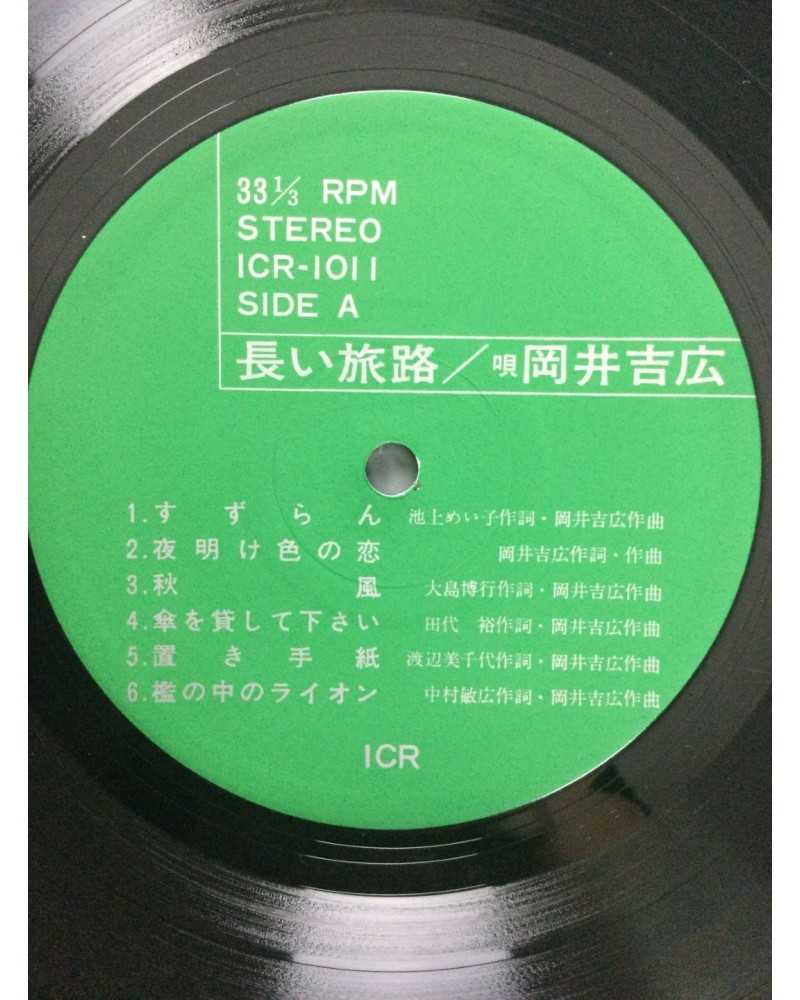 33 1/3 RPM
STEREO
ICR-1011
SIDE A
長い旅路／唄岡井吉広
1.すずらん 池上めい子作詞・岡井吉広作曲
2.夜明け色の恋 岡井吉広作詞・作曲
3.秋風 大島博行作詞・岡井吉広作曲
4.傘を貸して下さい 田代 裕作詞・岡井吉広作曲
5.置き手紙 渡辺美千代作詞・岡井吉広作曲
6.檻の中のライオン 中村敏広作詞・岡井吉広作曲
ICR